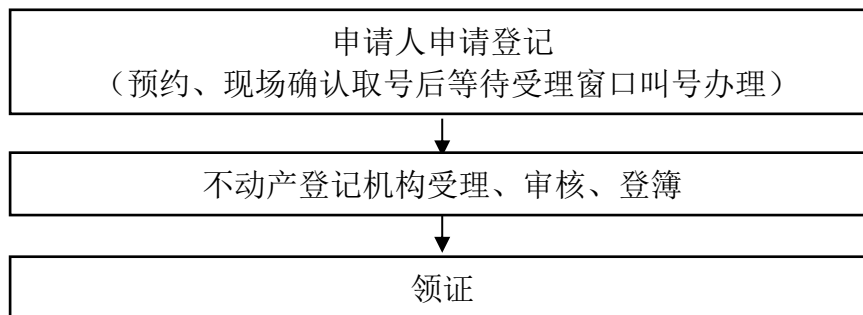 申请人申请登记
（预约、现场确认取号后等待受理窗口叫号办理）
不动产登记机构受理、审核、登簿
领证